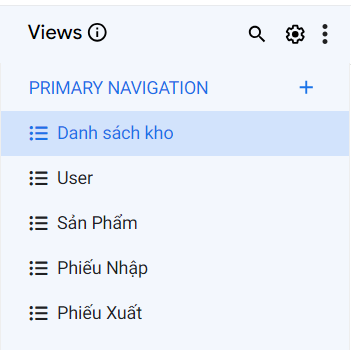 Views
PRIMARY NAVIGATION
Danh sách kho
User
Sản Phẩm
Phiếu Nhập
Phiếu Xuất